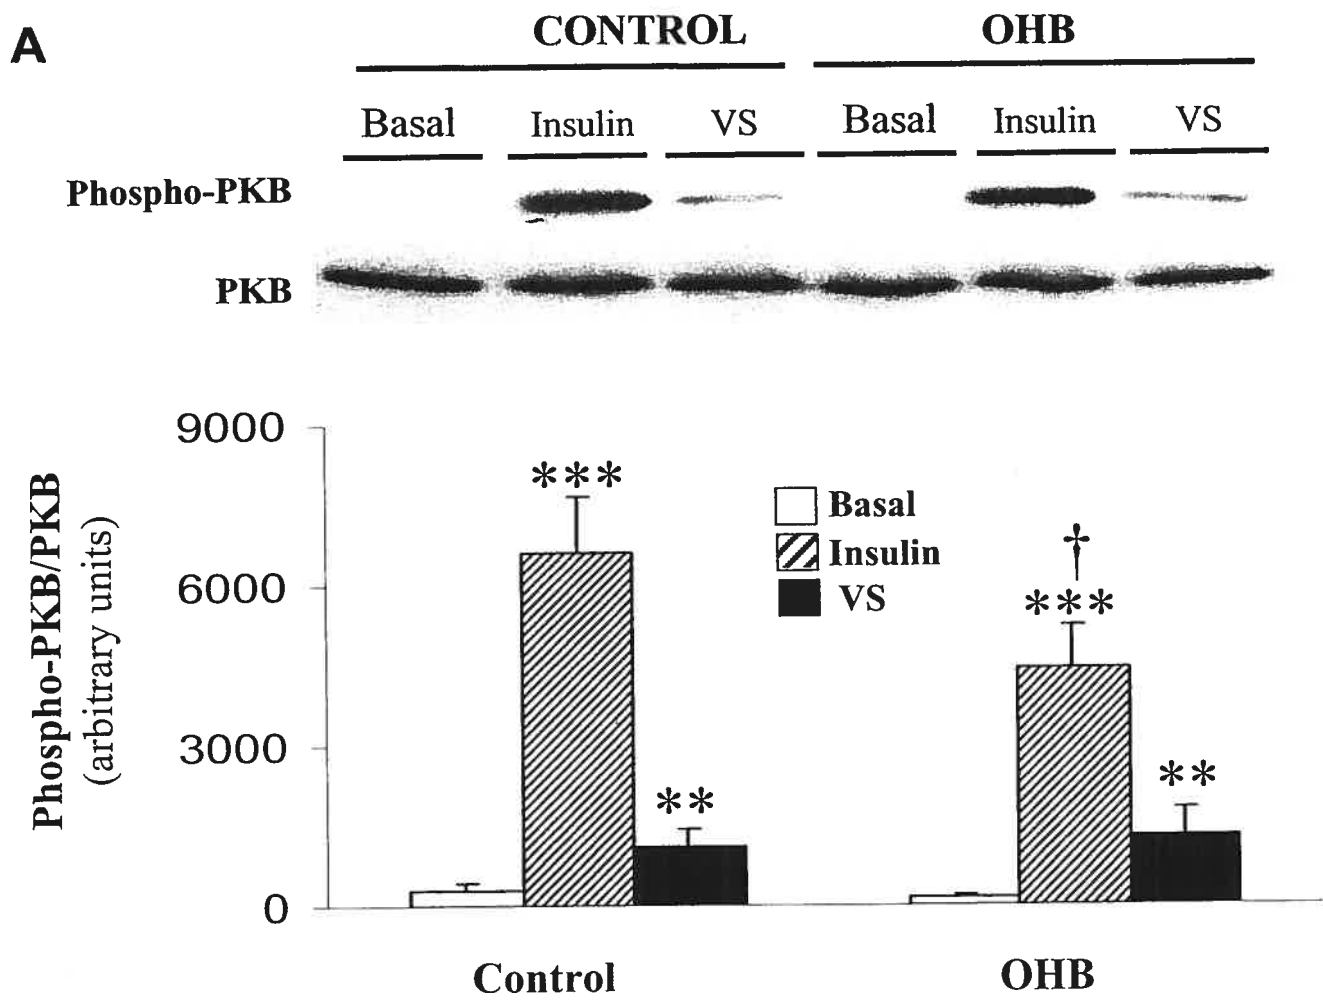 A
CONTROL OHB
Basal Insulin VS Basal Insulin VS
Phospho-PKB
PKB
9000
6000
3000
0
Phospho-PKB/PKB
(arbitrary units)
***
**
Basal
Insulin
VS
†
***
**
Control OHB